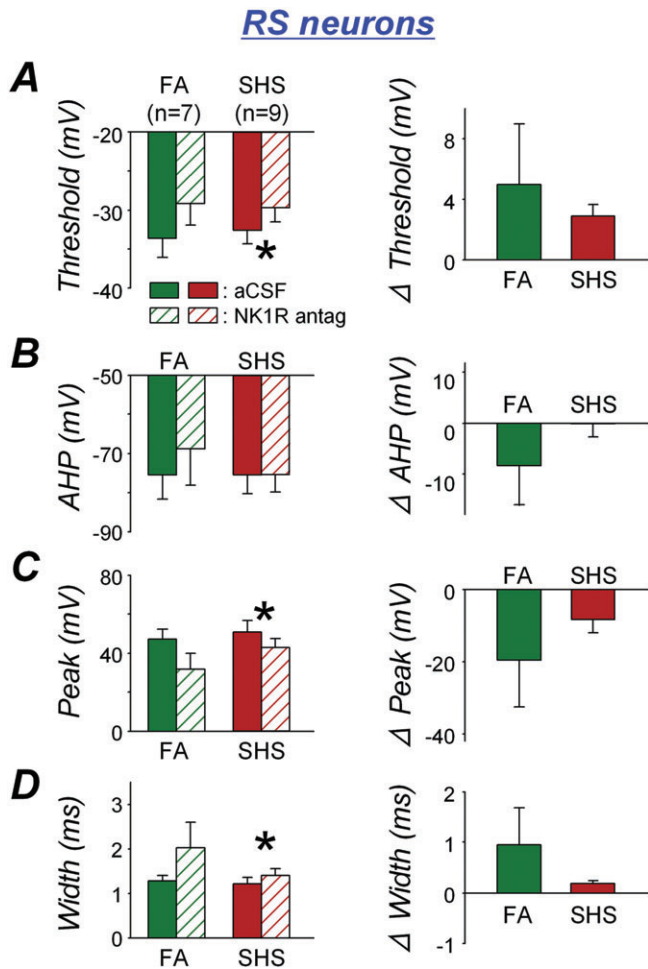 RS neurons
A
FA SHS
(n=7) (n=9)
Threshold (mV)
-20
-30
-40
*
: aCSF
: NK1R antag
Δ Threshold (mV)
8
4
0
FA SHS
B
FA SHS
AHP (mV)
-50
-70
-90
Δ AHP (mV)
10
0
-10
FA SHS
C
Peak (mV)
80
40
0
*
FA SHS
Δ Peak (mV)
0
-20
-40
FA SHS
D
Width (ms)
3
2
1
0
*
FA SHS
Δ Width (ms)
2
1
0
-1
FA SHS